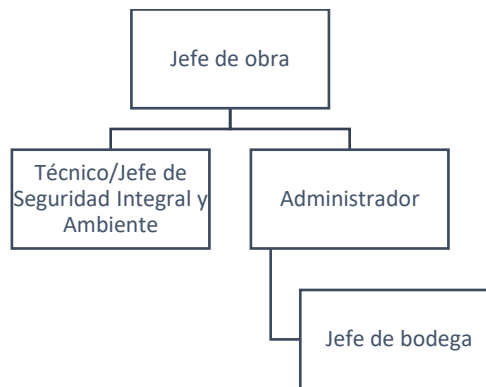 Jefe de obra
Técnico/Jefe de
Seguridad Integral y
Ambiente
Administrador
Jefe de bodega